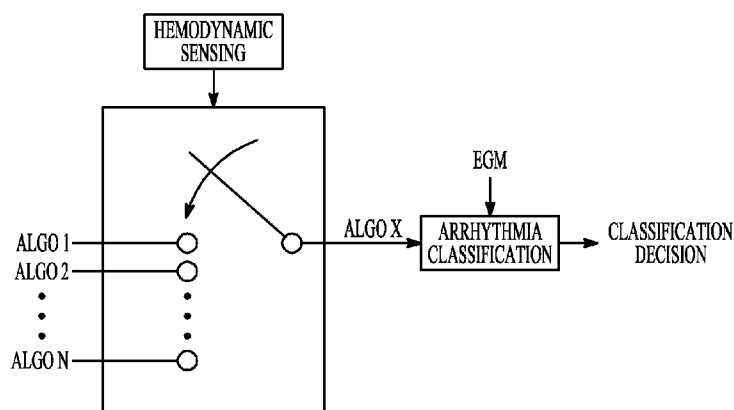 HEMODYNAMIC
SENSING
EGM
ALGO 1
ALGO X
ARRHYTHMIA
CLASSIFICATION
CLASSIFICATION
DECISION
ALGO 2
ALGO N